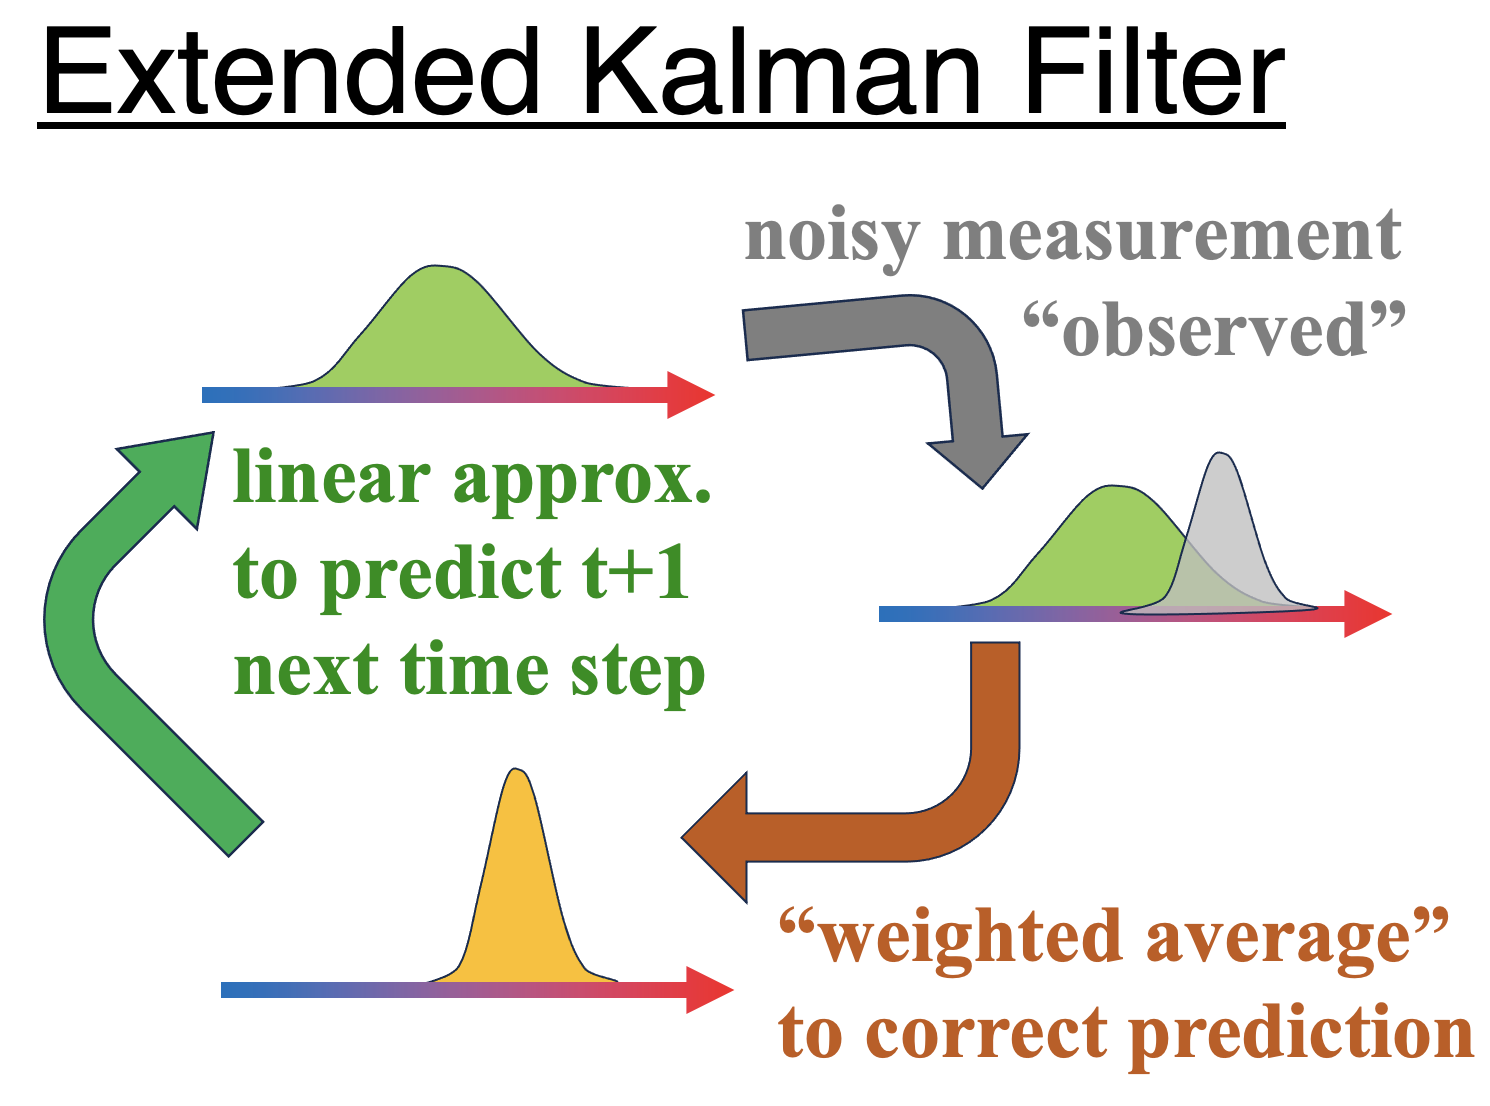 Extended Kalman Filter
noisy measurement
“observed”
linear approx.
to predict t+1
next time step
“weighted average”
to correct prediction